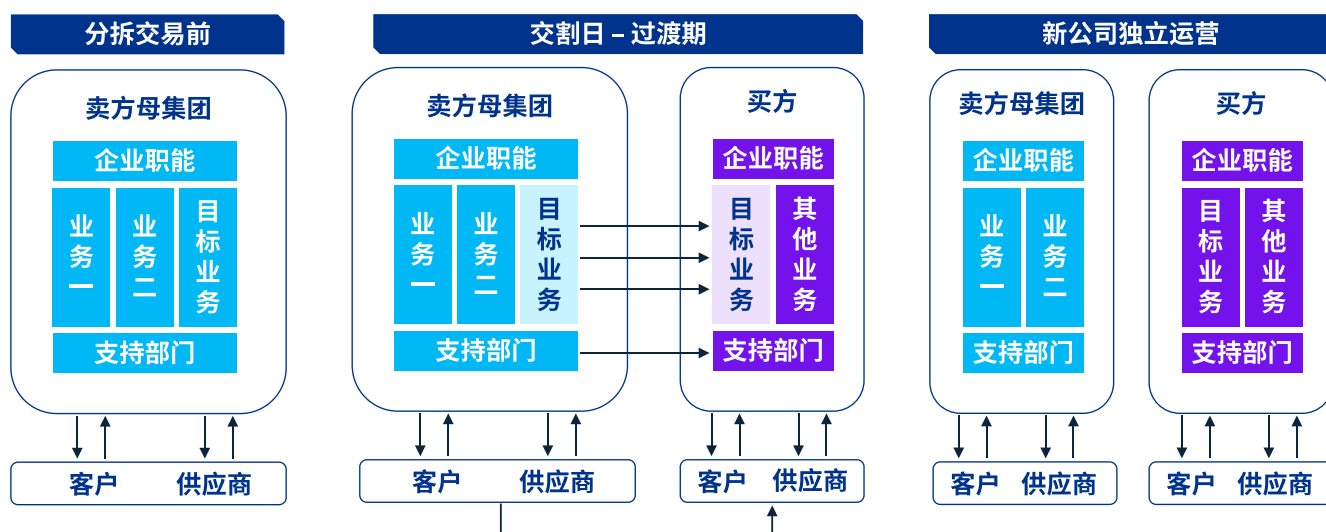 分拆交易前
卖方母集团
企业职能
业务一
业务二
目标业务
支持部门
客户
供应商
交割日 – 过渡期
卖方母集团
企业职能
业务一
业务二
目标业务
支持部门
客户
供应商
买方
企业职能
目标业务
其他业务
支持部门
客户
供应商
新公司独立运营
卖方母集团
企业职能
业务一
业务二
支持部门
客户
供应商
买方
企业职能
目标业务
其他业务
支持部门
客户
供应商